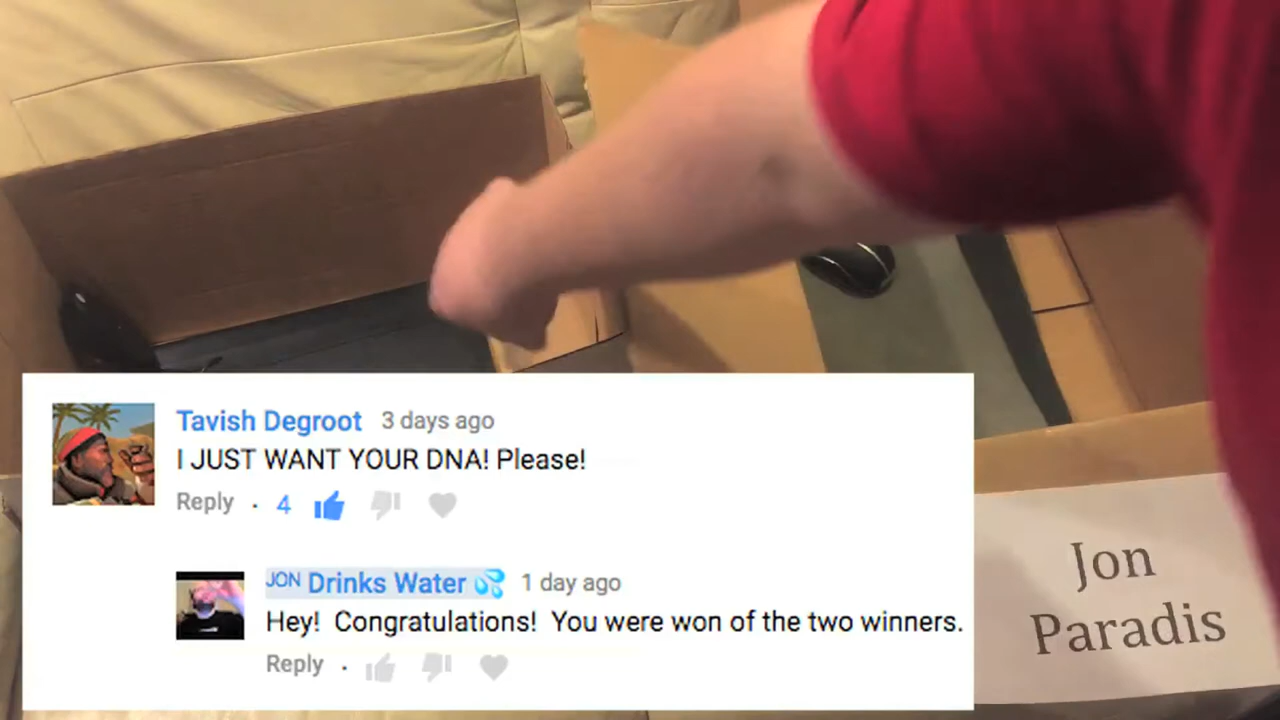 Tavish Degroot 3 days ago
I JUST WANT YOUR DNA! Please!
Reply · 4
JON Drinks Water 💦 1 day ago
Hey! Congratulations! You were won of the two winners.
Reply ·
Jon
Paradis